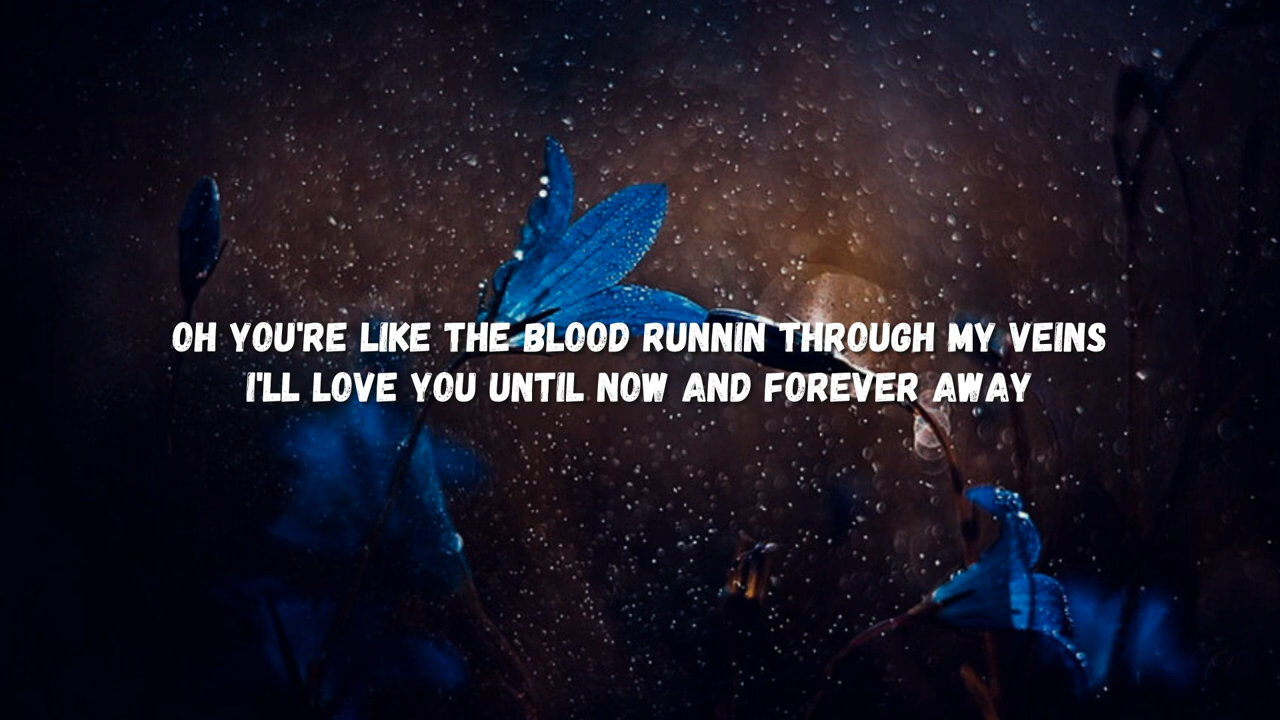 OH YOU'RE LIKE THE BLOOD RUNNIN THROUGH MY VEINS
I'LL LOVE YOU UNTIL NOW AND FOREVER AWAY